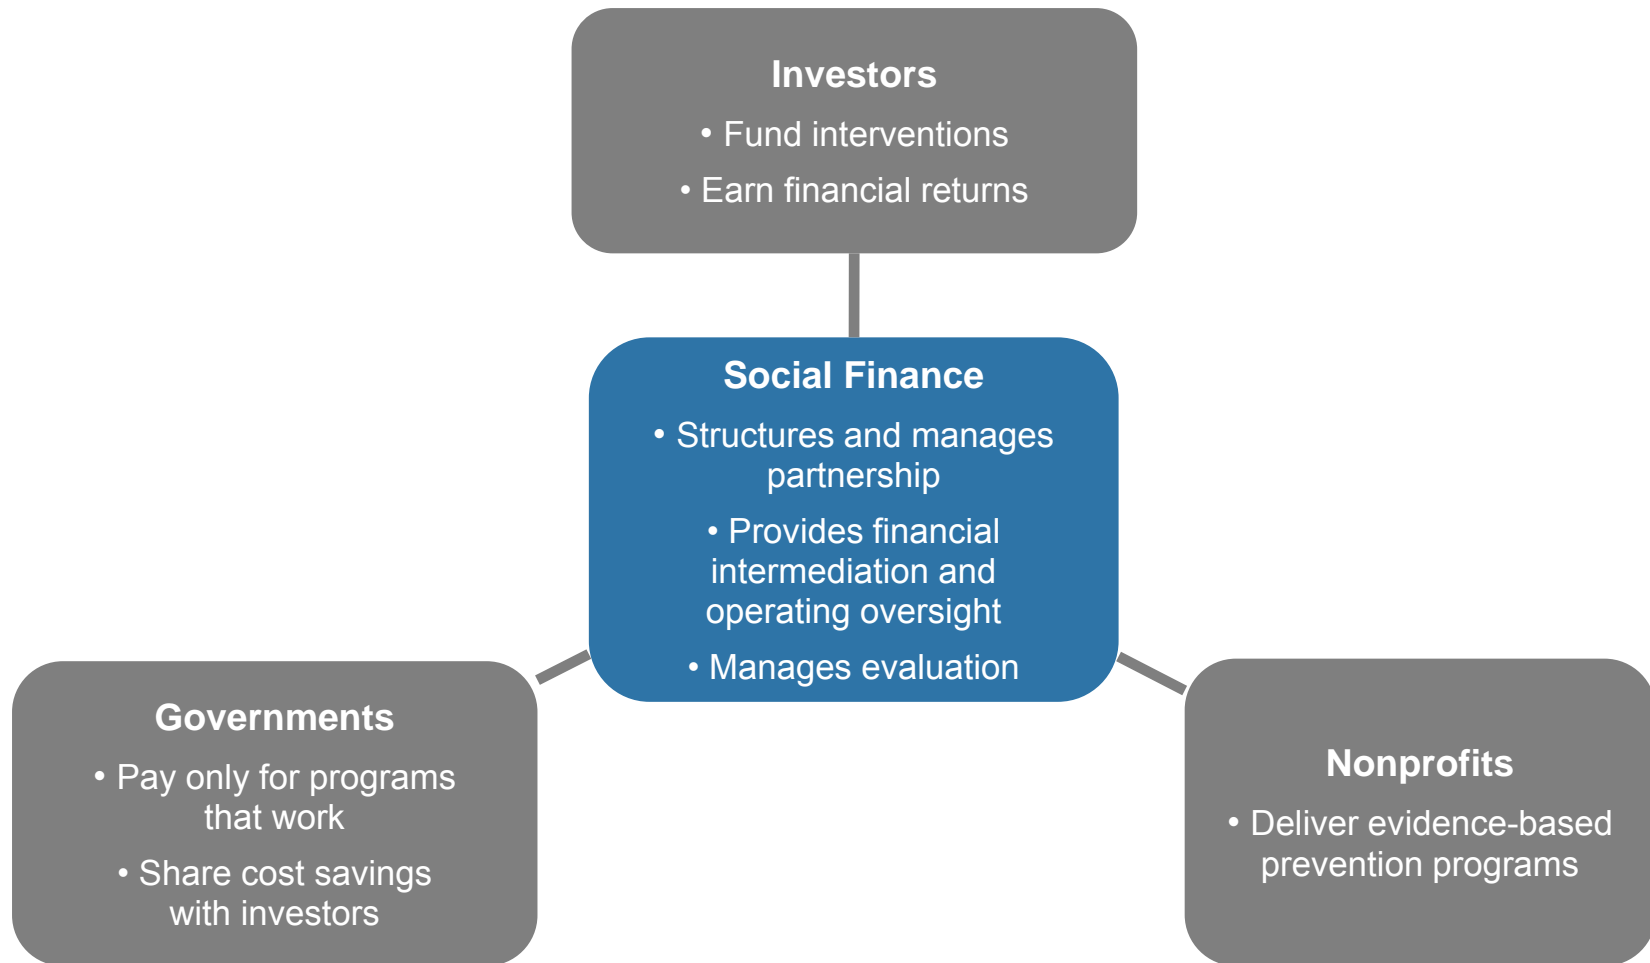 Investors
• Fund interventions
• Earn financial returns
Social Finance
• Structures and manages
partnership
• Provides financial
intermediation and
operating oversight
• Manages evaluation
Governments
• Pay only for programs
that work
• Share cost savings
with investors
Nonprofits
• Deliver evidence-based
prevention programs